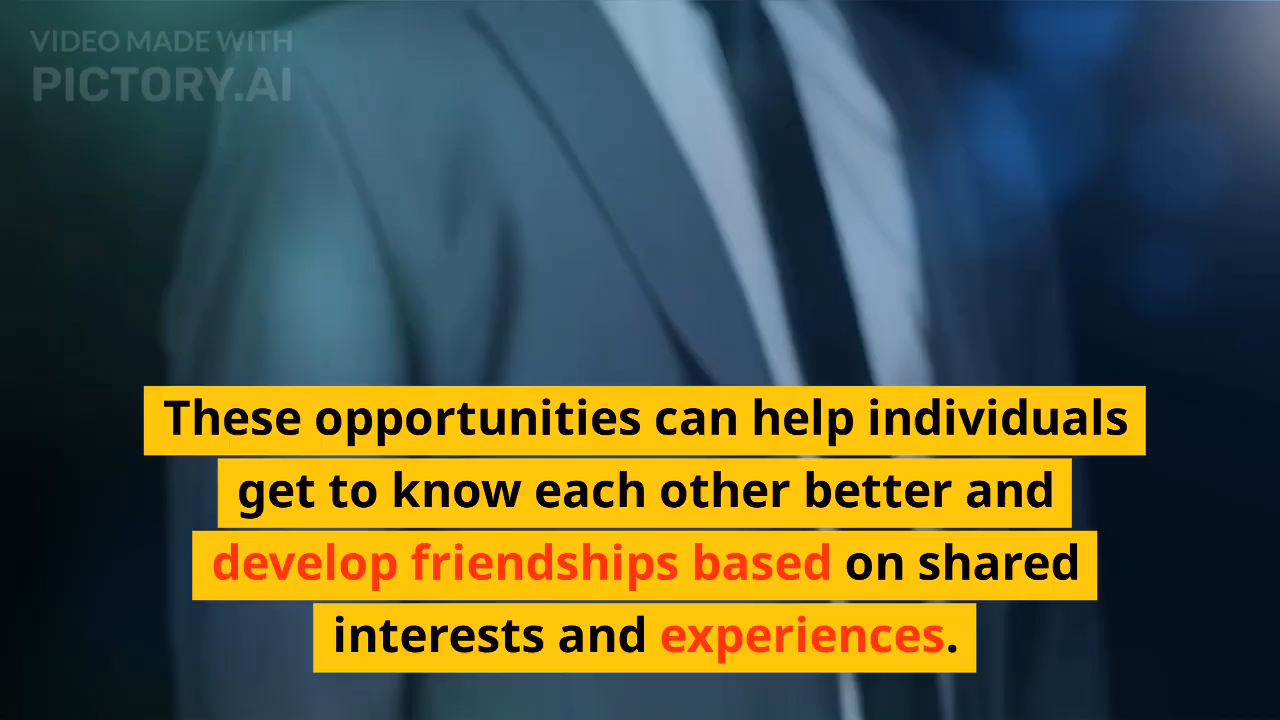 VIDEO MADE WITH
PICTORY.AI
These opportunities can help individuals
get to know each other better and
develop friendships based on shared
interests and experiences.